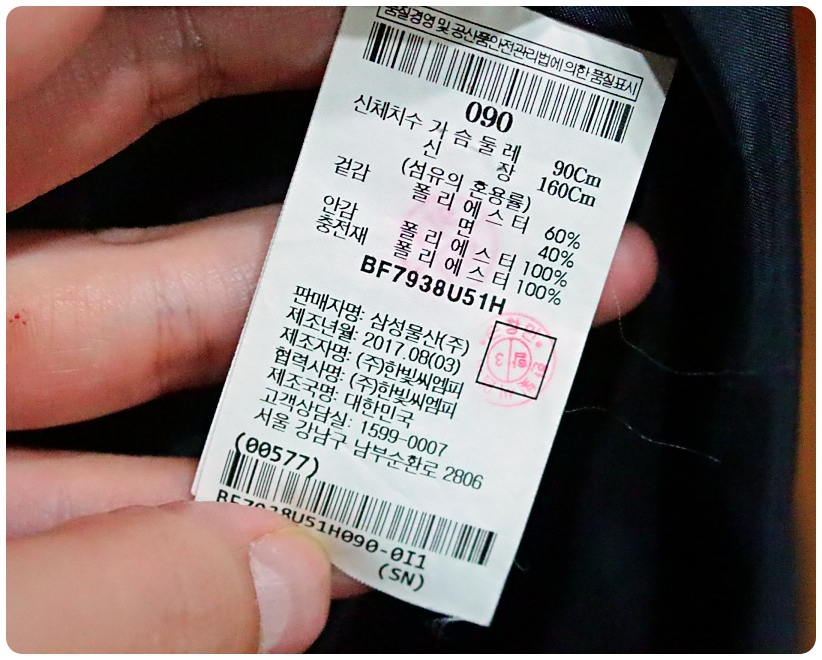 품질경영 및 공산품안전관리법에 의한 품질표시
090
신체치수 가슴둘레 90Cm
신 장 160Cm
(섬유의 혼용률)
겉감 폴리에스터 60%
면 40%
안감 폴리에스터 100%
충전재 폴리에스터 100%
BF7938U51H
판매자명: 삼성물산(주)
제조년월: 2017.08(03)
제조자명: (주)한빛씨엠피
협력사명: (주)한빛씨엠피
제조국명: 대한민국
고객상담실: 1599-0007
서울 강남구 남부순환로 2806
(00577)
BF7938U51H090-0I1
(SN)